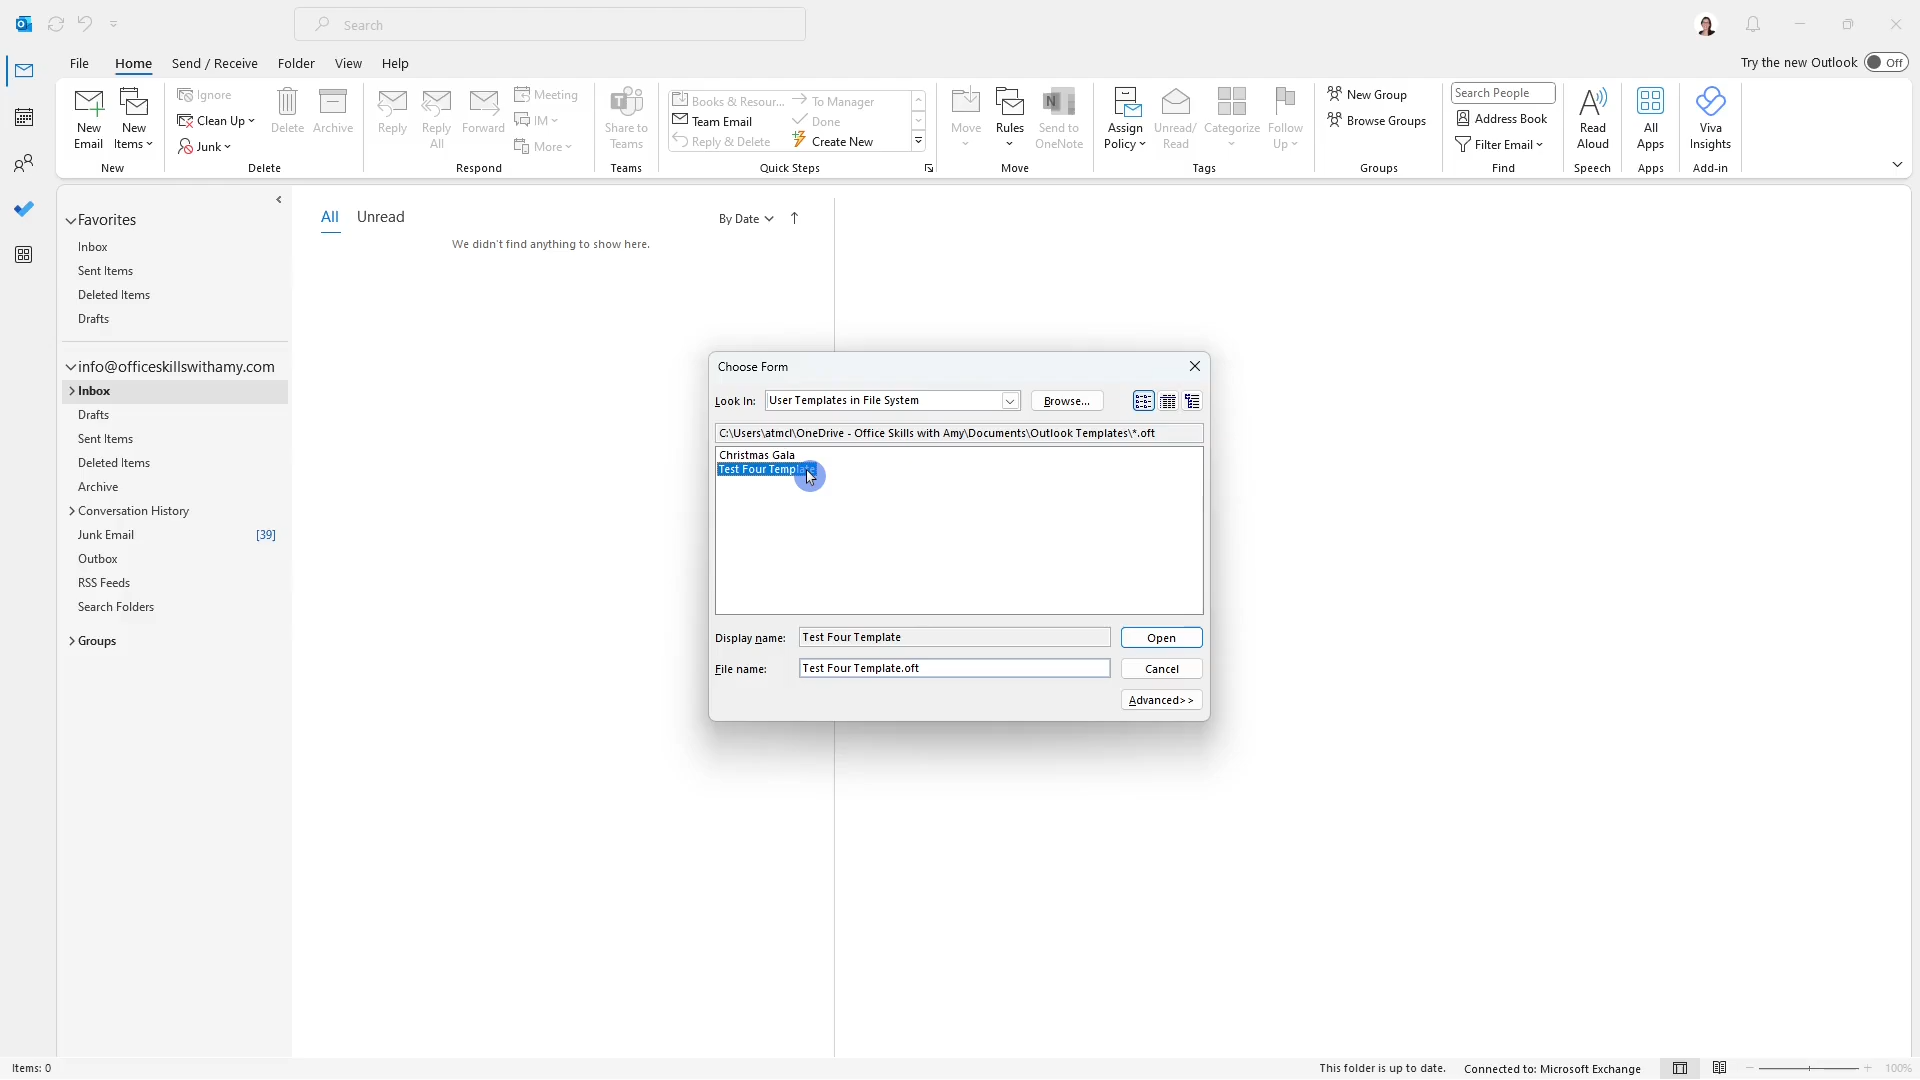 Search
File Home Send / Receive Folder View Help
Try the new Outlook Off
New Email
New Items
New
Ignore
Clean Up
Junk
Delete
Archive
Delete
Reply
Reply All
Forward
Meeting
IM
More
Respond
Share to Teams
Teams
Books & Resour...
Team Email
Reply & Delete
To Manager
Done
Create New
Quick Steps
Move
Rules
Send to OneNote
Move
Assign Policy
Unread/ Read
Categorize
Follow Up
Tags
New Group
Browse Groups
Groups
Search People
Address Book
Filter Email
Find
Read Aloud
Speech
All Apps
Apps
Viva Insights
Add-in
Favorites
Inbox
Sent Items
Deleted Items
Drafts
info@officeskillswithamy.com
Inbox
Drafts
Sent Items
Deleted Items
Archive
Conversation History
Junk Email [39]
Outbox
RSS Feeds
Search Folders
Groups
All Unread By Date
We didn't find anything to show here.
Choose Form
Look In: User Templates in File System Browse...
C:\Users\atmcl\OneDrive - Office Skills with Amy\Documents\Outlook Templates\*.oft
Christmas Gala
Test Four Template
Display name: Test Four Template Open
File name: Test Four Template.oft Cancel
Advanced>>
Items: 0 This folder is up to date. Connected to: Microsoft Exchange 100%